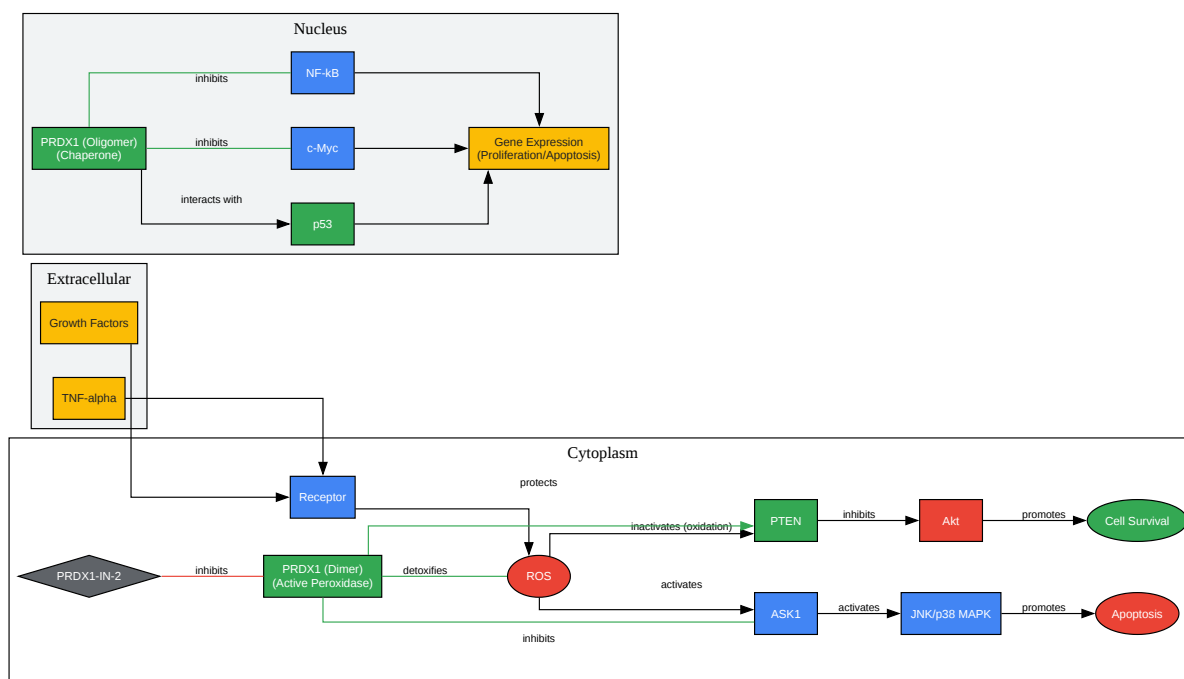 Nucleus
NF-kB
inhibits
PRDX1 (Oligomer)
(Chaperone)
inhibits
c-Myc
Gene Expression
(Proliferation/Apoptosis)
interacts with
p53
Extracellular
Growth Factors
TNF-alpha
Cytoplasm
Receptor
protects
inactivates (oxidation)
PTEN
inhibits
Akt
promotes
Cell Survival
PRDX1-IN-2
inhibits
PRDX1 (Dimer)
(Active Peroxidase)
detoxifies
ROS
activates
ASK1
activates
JNK/p38 MAPK
promotes
Apoptosis
inhibits